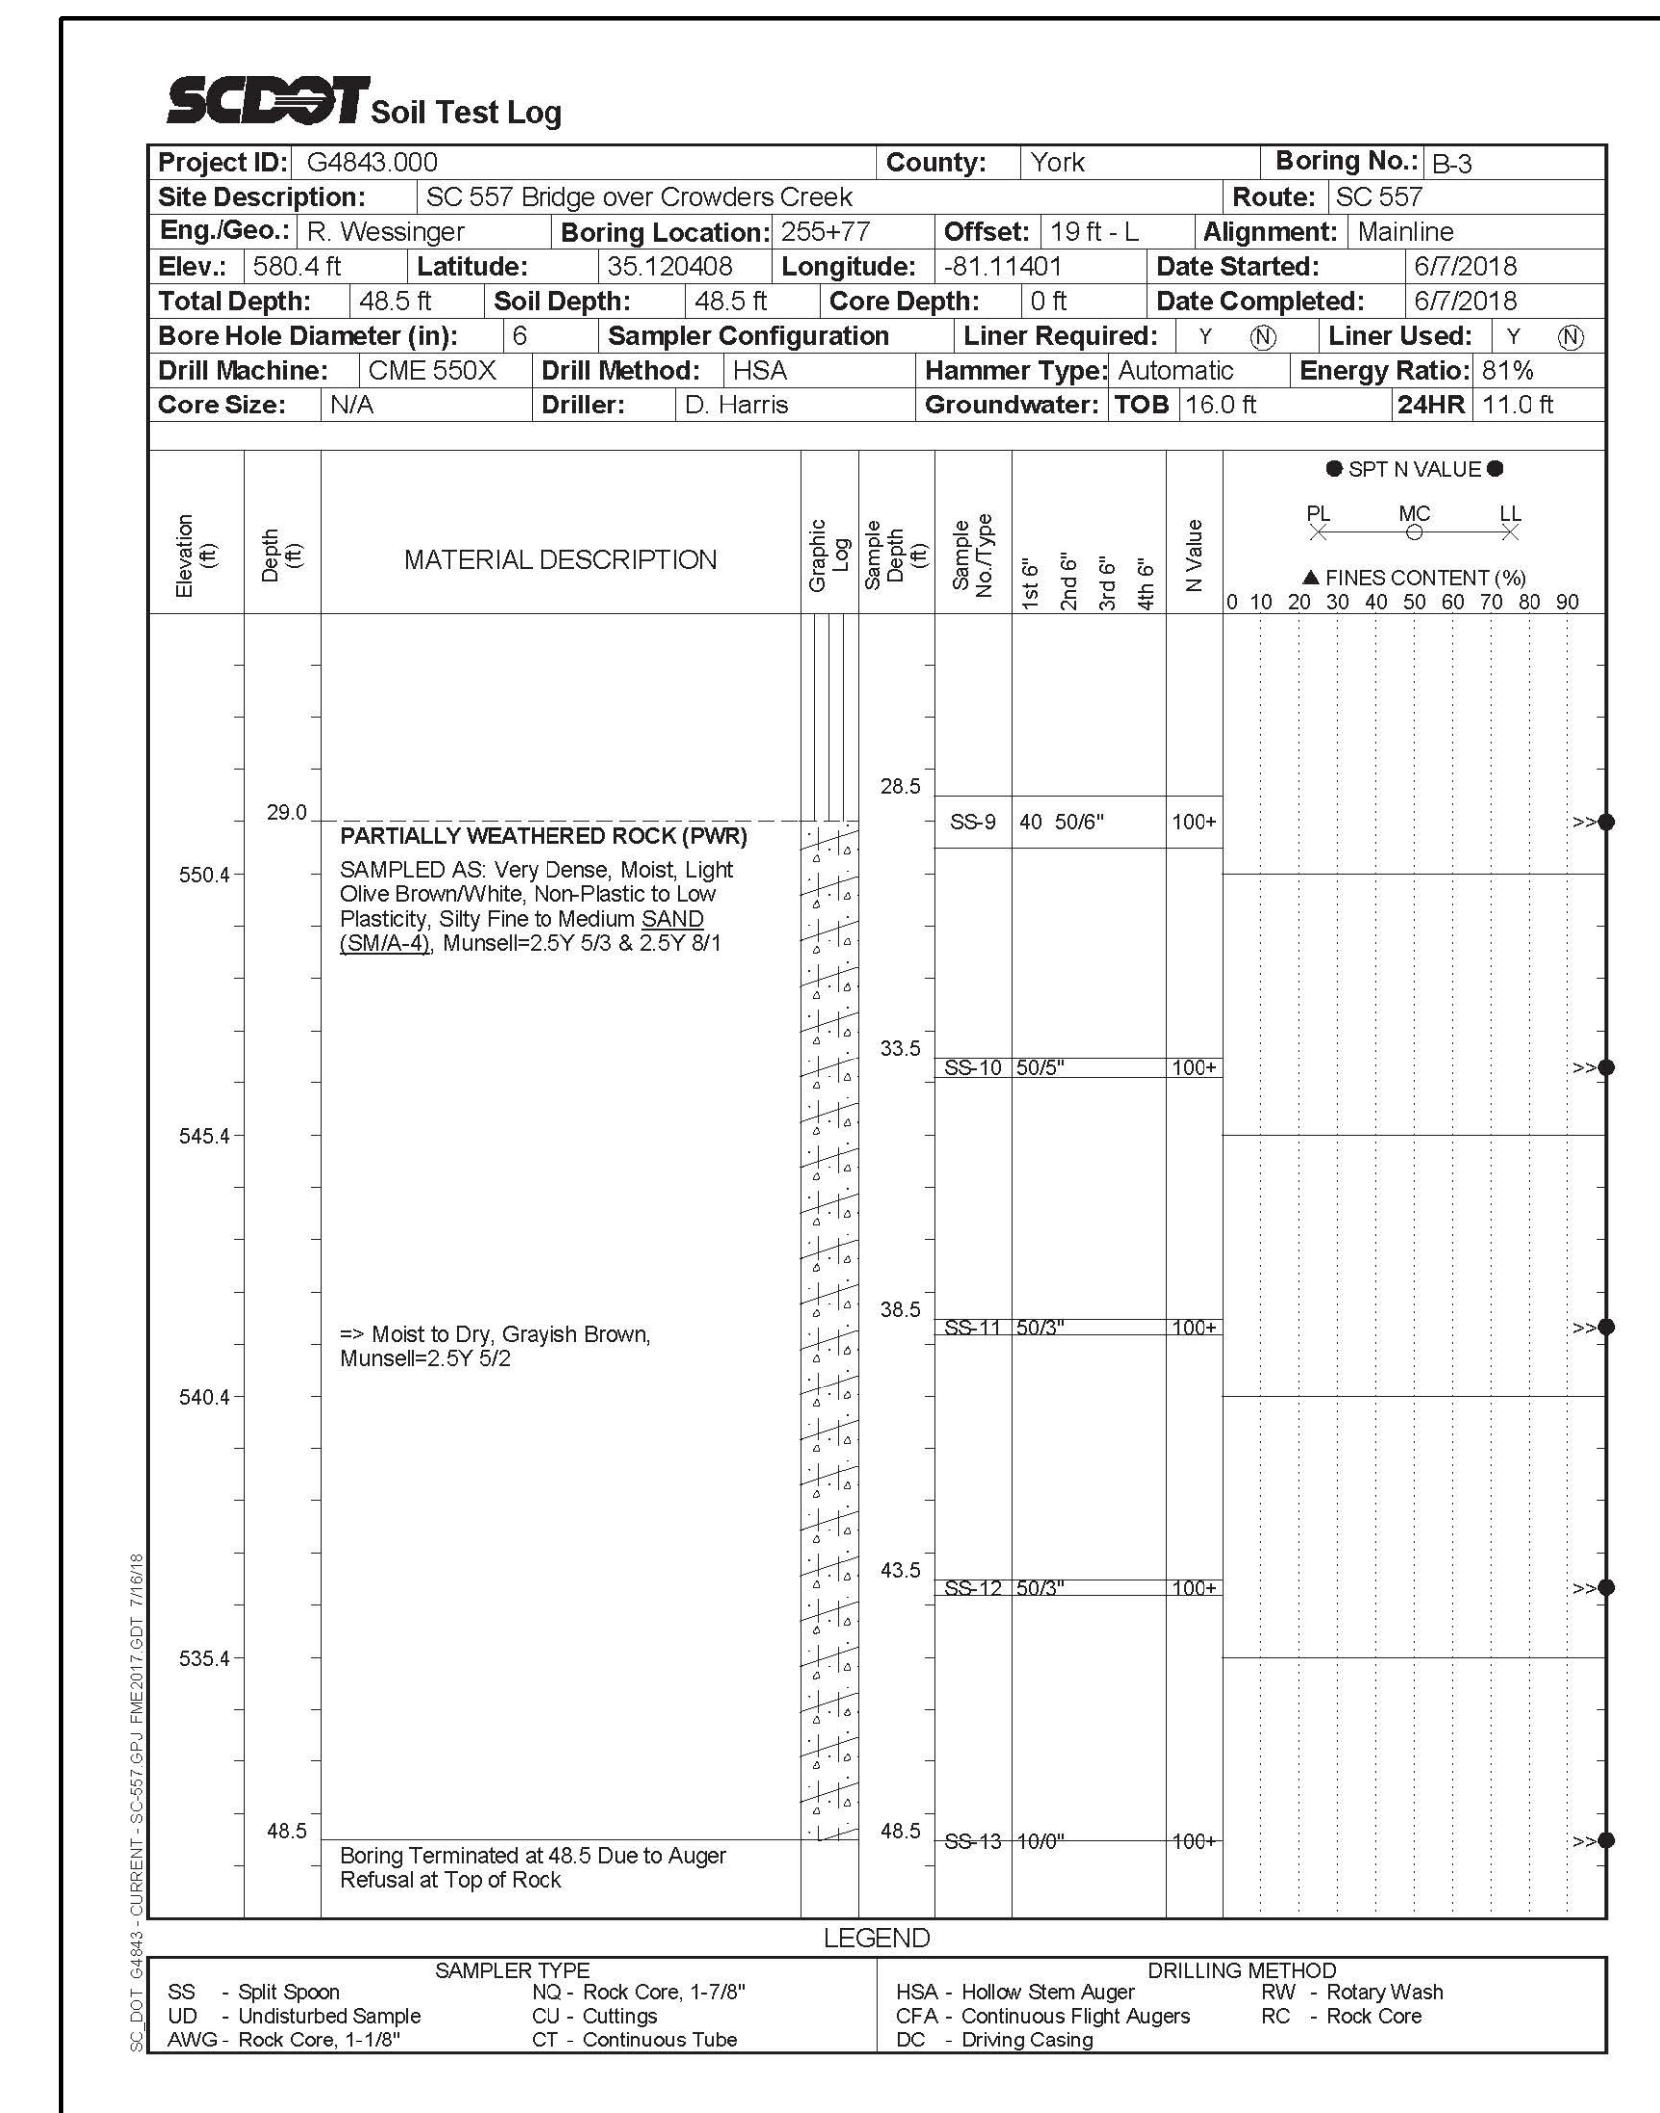 SCDOT Soil Test Log
Project ID: G4843.000 County: York Boring No.: B-3
Site Description: SC 557 Bridge over Crowders Creek Route: SC 557
Eng./Geo.: R. Wessinger Boring Location: 255+77 Offset: 19 ft - L Alignment: Mainline
Elev.: 580.4 ft Latitude: 35.120408 Longitude: -81.11401 Date Started: 6/7/2018
Total Depth: 48.5 ft Soil Depth: 48.5 ft Core Depth: 0 ft Date Completed: 6/7/2018
Bore Hole Diameter (in): 6 Sampler Configuration Liner Required: Y N Liner Used: Y N
Drill Machine: CME 550X Drill Method: HSA Hammer Type: Automatic Energy Ratio: 81%
Core Size: N/A Driller: D. Harris Groundwater: TOB 16.0 ft 24HR 11.0 ft
Elevation (ft)
Depth (ft)
MATERIAL DESCRIPTION
Graphic Log
Sample Depth (ft)
Sample No./Type
1st 6"
2nd 6"
3rd 6"
4th 6"
N Value
● SPT N VALUE ●
PL MC LL
▲ FINES CONTENT (%)
0 10 20 30 40 50 60 70 80 90
28.5
29.0
SS-9 40 50/6" 100+ >>
PARTIALLY WEATHERED ROCK (PWR)
550.4
SAMPLED AS: Very Dense, Moist, Light
Olive Brown/White, Non-Plastic to Low
Plasticity, Silty Fine to Medium SAND
(SM/A-4), Munsell=2.5Y 5/3 & 2.5Y 8/1
33.5
SS-10 50/5" 100+ >>
545.4
38.5
SS-11 50/3" 100+ >>
=> Moist to Dry, Grayish Brown,
Munsell=2.5Y 5/2
540.4
43.5
SS-12 50/3" 100+ >>
535.4
48.5 48.5
SS-13 10/0" 100+ >>
Boring Terminated at 48.5 Due to Auger
Refusal at Top of Rock
SC_DOT G4843 - CURRENT - SC-557.GPJ FME2017.GDT 7/16/18
LEGEND
SAMPLER TYPE
SS - Split Spoon NQ - Rock Core, 1-7/8"
UD - Undisturbed Sample CU - Cuttings
AWG - Rock Core, 1-1/8" CT - Continuous Tube
DRILLING METHOD
HSA - Hollow Stem Auger RW - Rotary Wash
CFA - Continuous Flight Augers RC - Rock Core
DC - Driving Casing